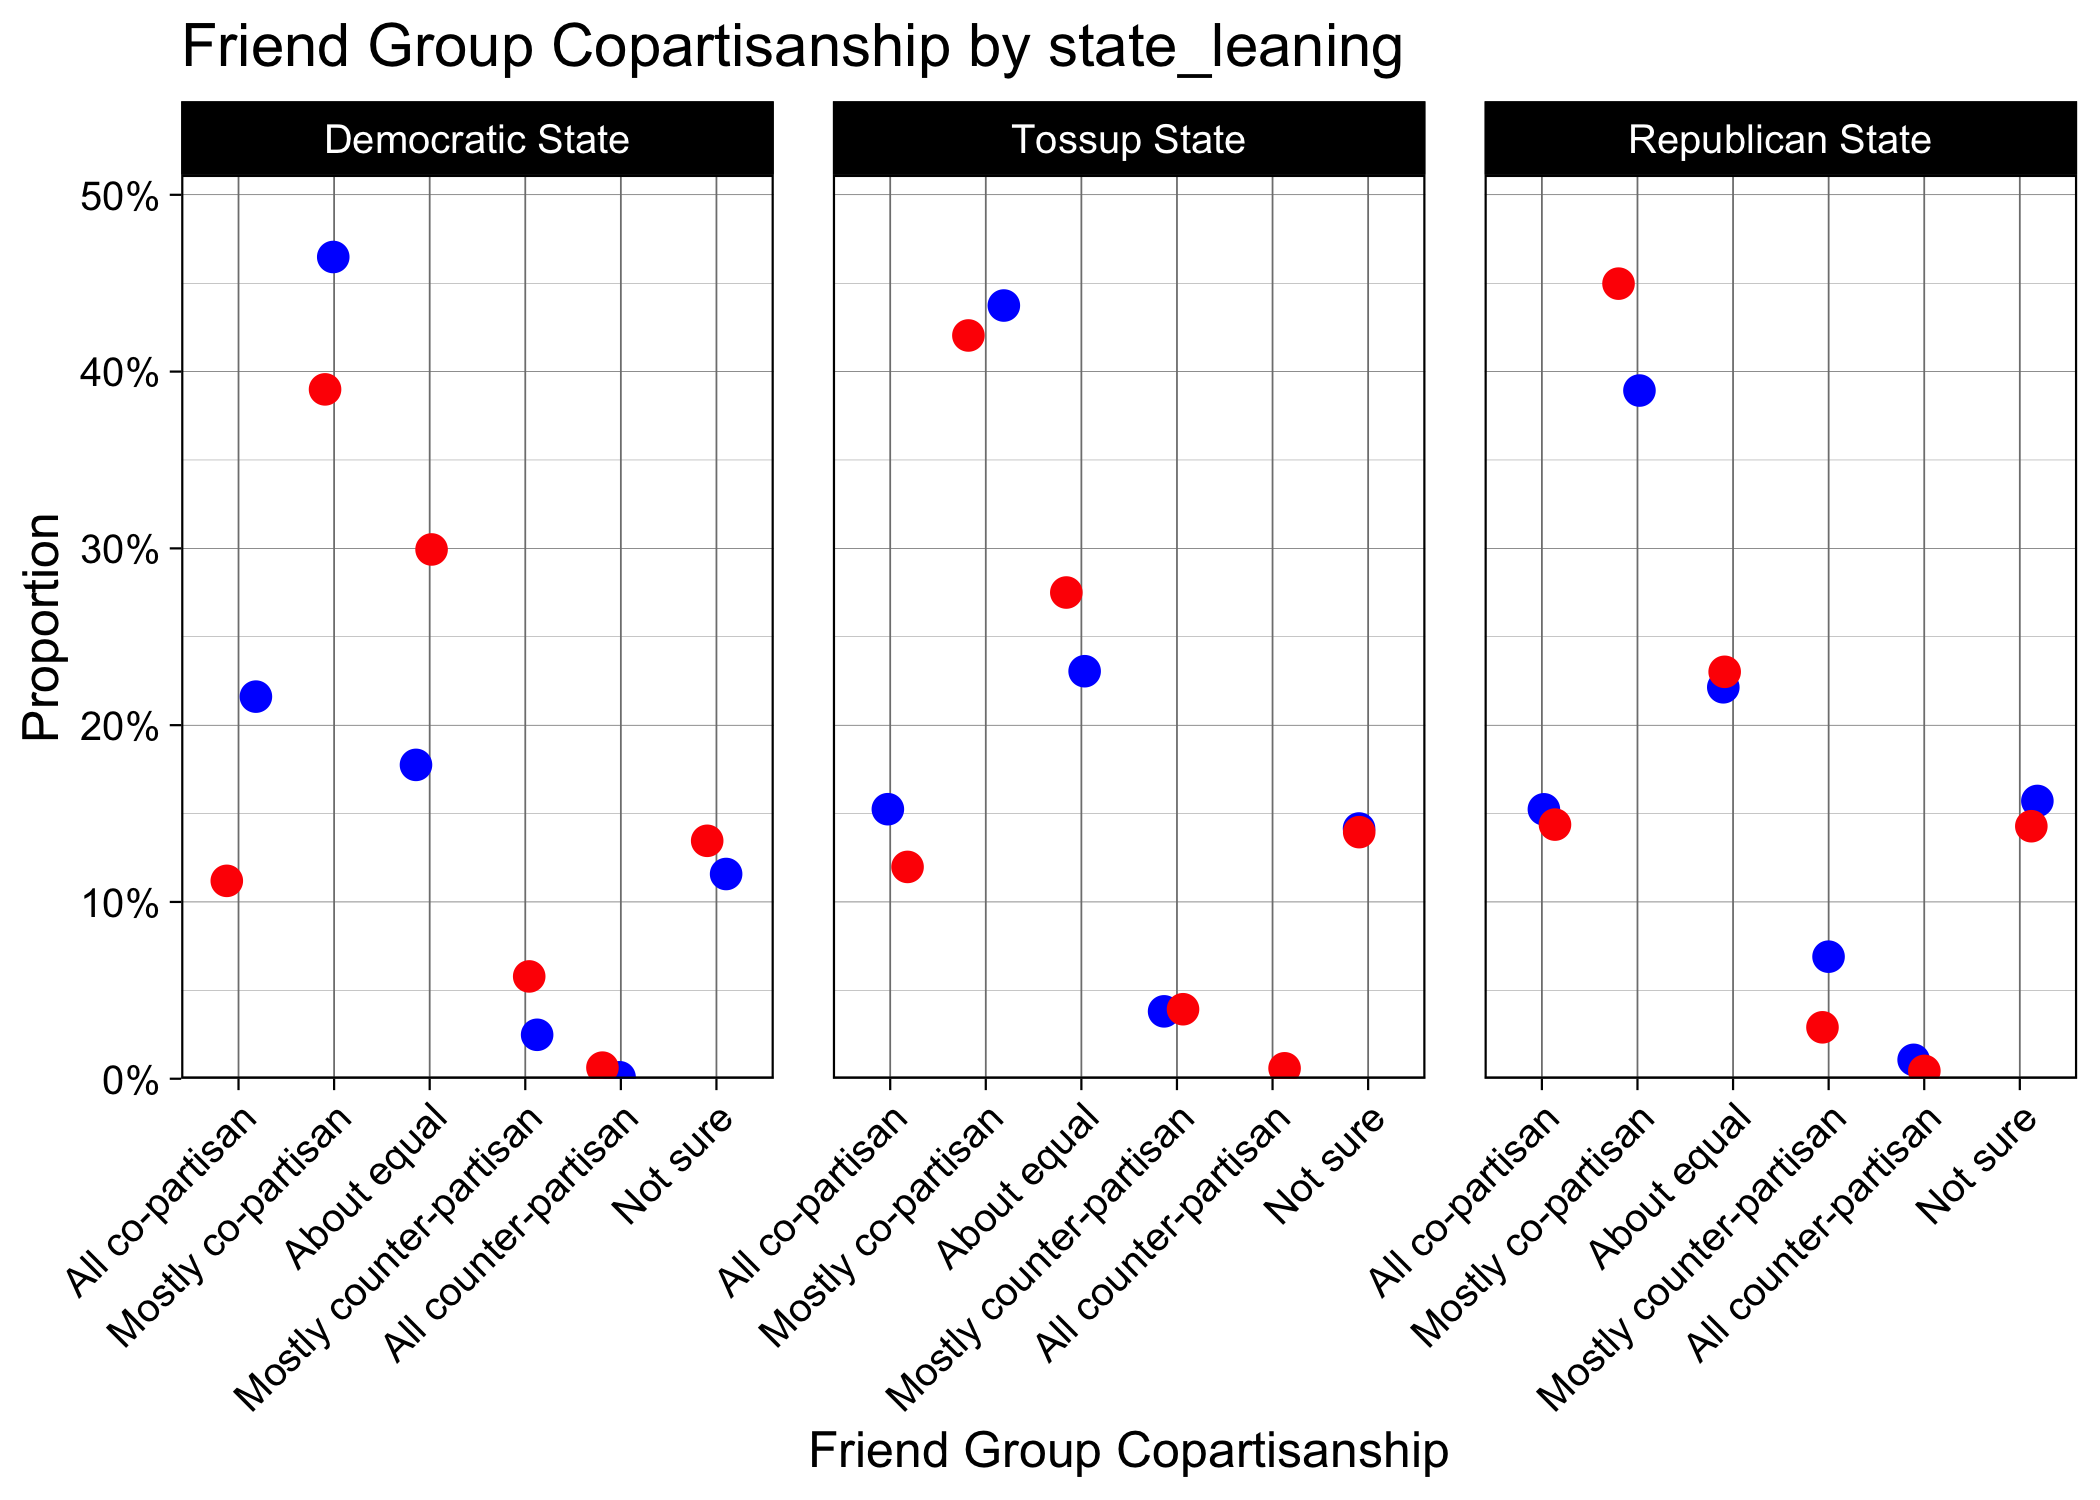 Friend Group Copartisanship by state_leaning
Democratic State
Tossup State
Republican State
Proportion
50%
40%
30%
20%
10%
0%
All co-partisan
Mostly co-partisan
About equal
Mostly counter-partisan
All counter-partisan
Not sure
All co-partisan
Mostly co-partisan
About equal
Mostly counter-partisan
All counter-partisan
Not sure
All co-partisan
Mostly co-partisan
About equal
Mostly counter-partisan
All counter-partisan
Not sure
Friend Group Copartisanship